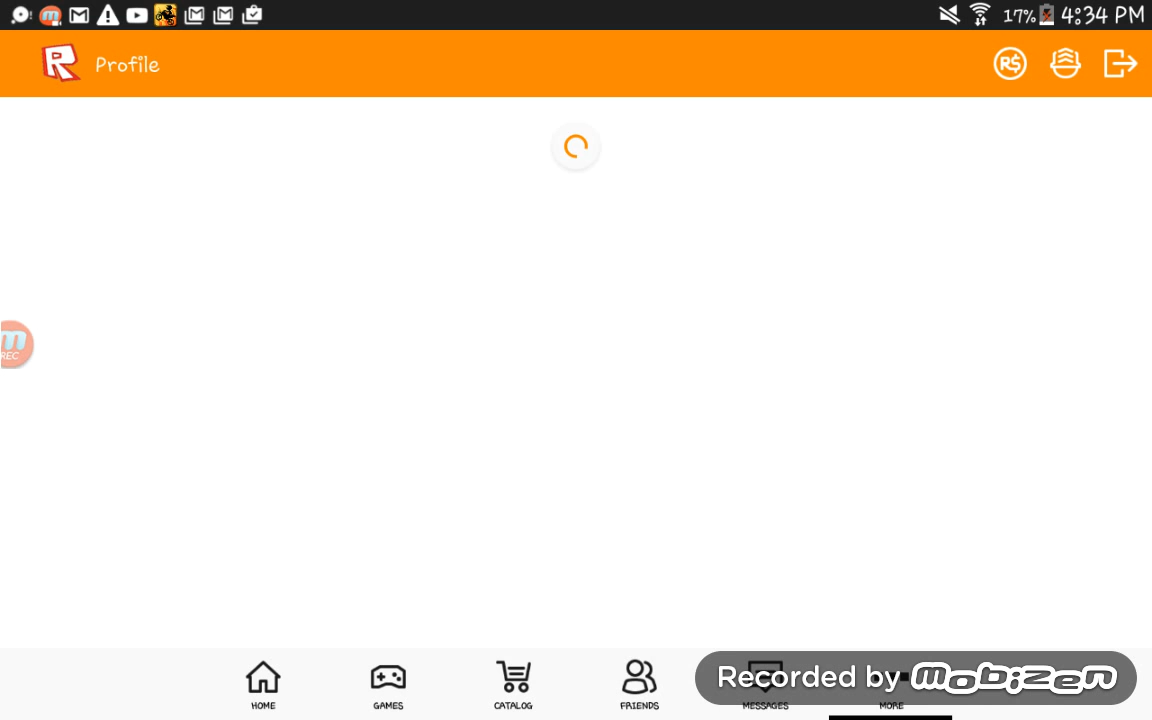 17% 4:34 PM
R Profile R$
m
REC
HOME GAMES CATALOG FRIENDS MESSAGES MORE
Recorded by mobizen